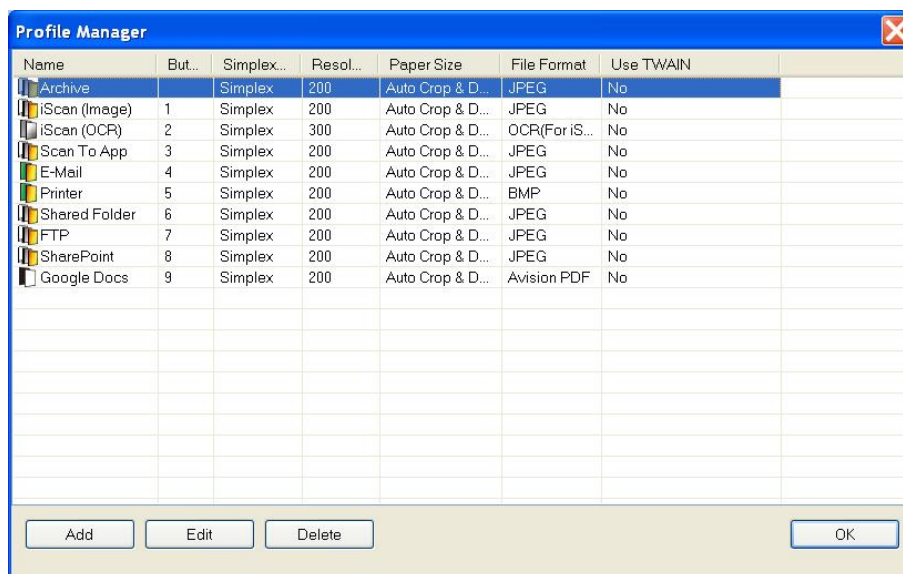 Profile Manager
Name But... Simplex... Resol... Paper Size File Format Use TWAIN
Archive Simplex 200 Auto Crop & D... JPEG No
iScan (Image) 1 Simplex 200 Auto Crop & D... JPEG No
iScan (OCR) 2 Simplex 300 Auto Crop & D... OCR(For iS... No
Scan To App 3 Simplex 200 Auto Crop & D... JPEG No
E-Mail 4 Simplex 200 Auto Crop & D... JPEG No
Printer 5 Simplex 200 Auto Crop & D... BMP No
Shared Folder 6 Simplex 200 Auto Crop & D... JPEG No
FTP 7 Simplex 200 Auto Crop & D... JPEG No
SharePoint 8 Simplex 200 Auto Crop & D... JPEG No
Google Docs 9 Simplex 200 Auto Crop & D... Avision PDF No
Add Edit Delete OK